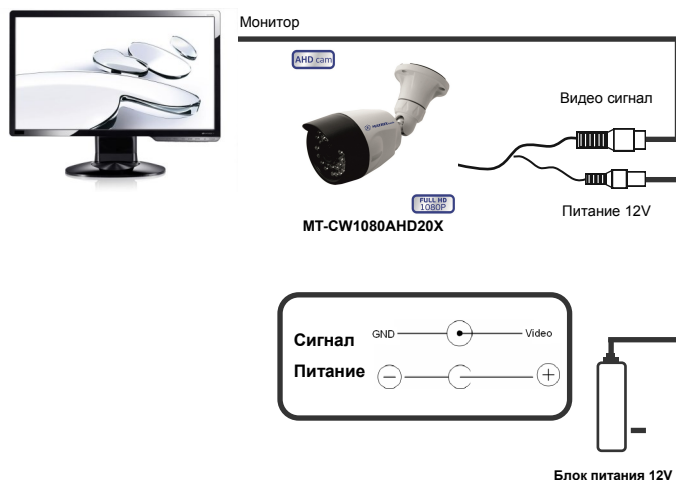 Монитор
AHD cam
Видео сигнал
FULL HD
1080P
Питание 12V
MT-CW1080AHD20X
Сигнал
GND
Video
Питание
−
+
Блок питания 12V